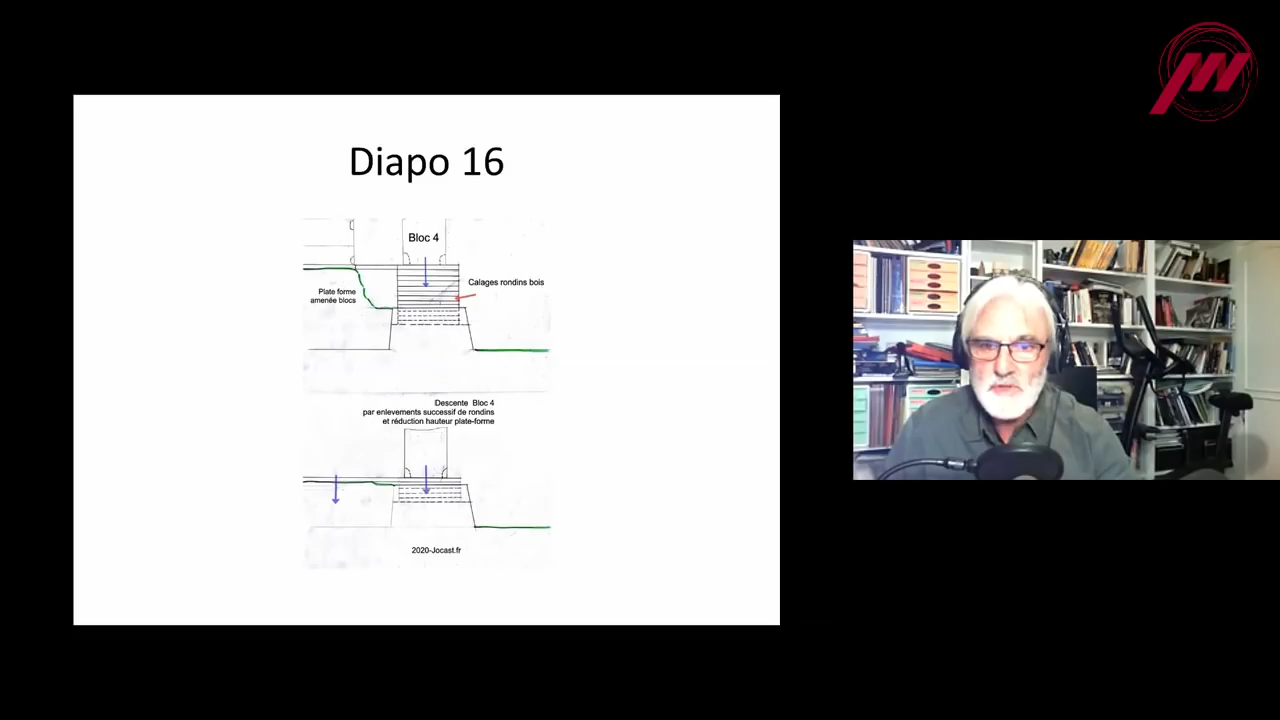 Diapo 16
Bloc 4
Calages rondins bois
Plate forme
amenée blocs
Descente Bloc 4
par enlevements successif de rondins
et réduction hauteur plate-forme
2020-Jocast.fr